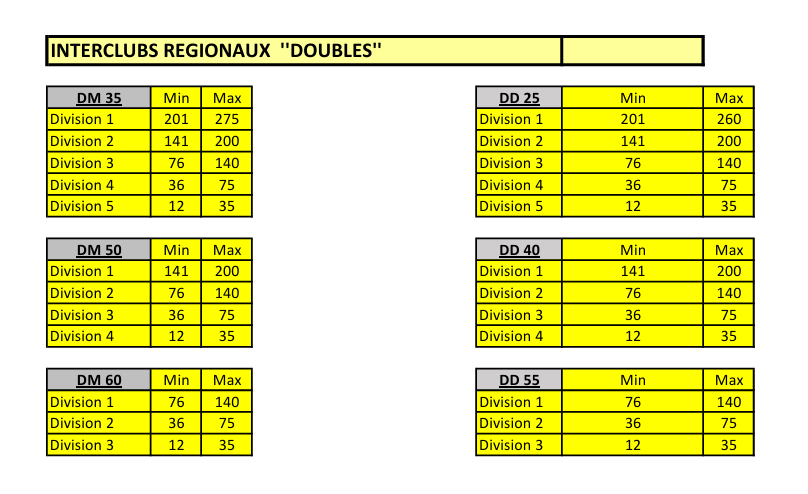 INTERCLUBS REGIONAUX "DOUBLES"
DM 35 Min Max
Division 1 201 275
Division 2 141 200
Division 3 76 140
Division 4 36 75
Division 5 12 35
DD 25 Min Max
Division 1 201 260
Division 2 141 200
Division 3 76 140
Division 4 36 75
Division 5 12 35
DM 50 Min Max
Division 1 141 200
Division 2 76 140
Division 3 36 75
Division 4 12 35
DD 40 Min Max
Division 1 141 200
Division 2 76 140
Division 3 36 75
Division 4 12 35
DM 60 Min Max
Division 1 76 140
Division 2 36 75
Division 3 12 35
DD 55 Min Max
Division 1 76 140
Division 2 36 75
Division 3 12 35